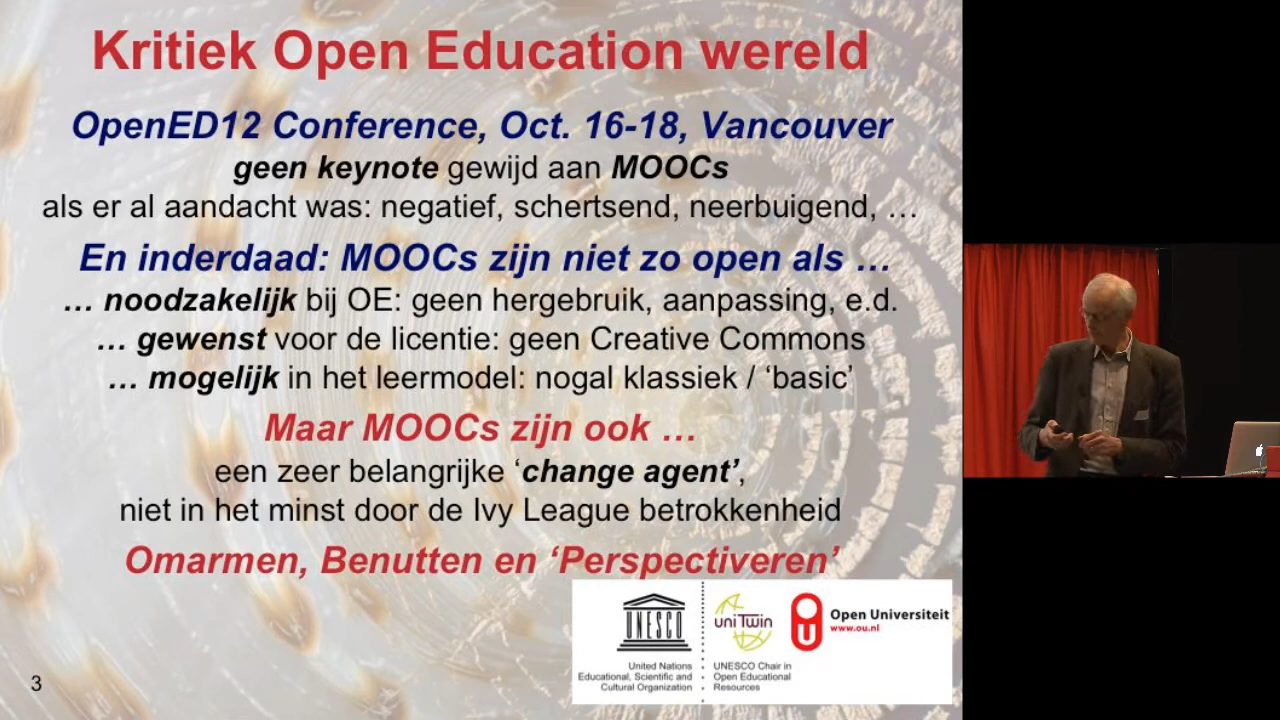 Kritiek Open Education wereld
OpenED12 Conference, Oct. 16-18, Vancouver
geen keynote gewijd aan MOOCs
als er al aandacht was: negatief, schertsend, neerbuigend, …
En inderdaad: MOOCs zijn niet zo open als …
… noodzakelijk bij OE: geen hergebruik, aanpassing, e.d.
… gewenst voor de licentie: geen Creative Commons
… mogelijk in het leermodel: nogal klassiek / ‘basic’
Maar MOOCs zijn ook …
een zeer belangrijke ‘change agent’,
niet in het minst door de Ivy League betrokkenheid
Omarmen, Benutten en ‘Perspectiveren’
UNESCO
United Nations
Educational, Scientific and
Cultural Organization
uniTwin
UNESCO Chair in
Open Educational
Resources
Open Universiteit
www.ou.nl
3